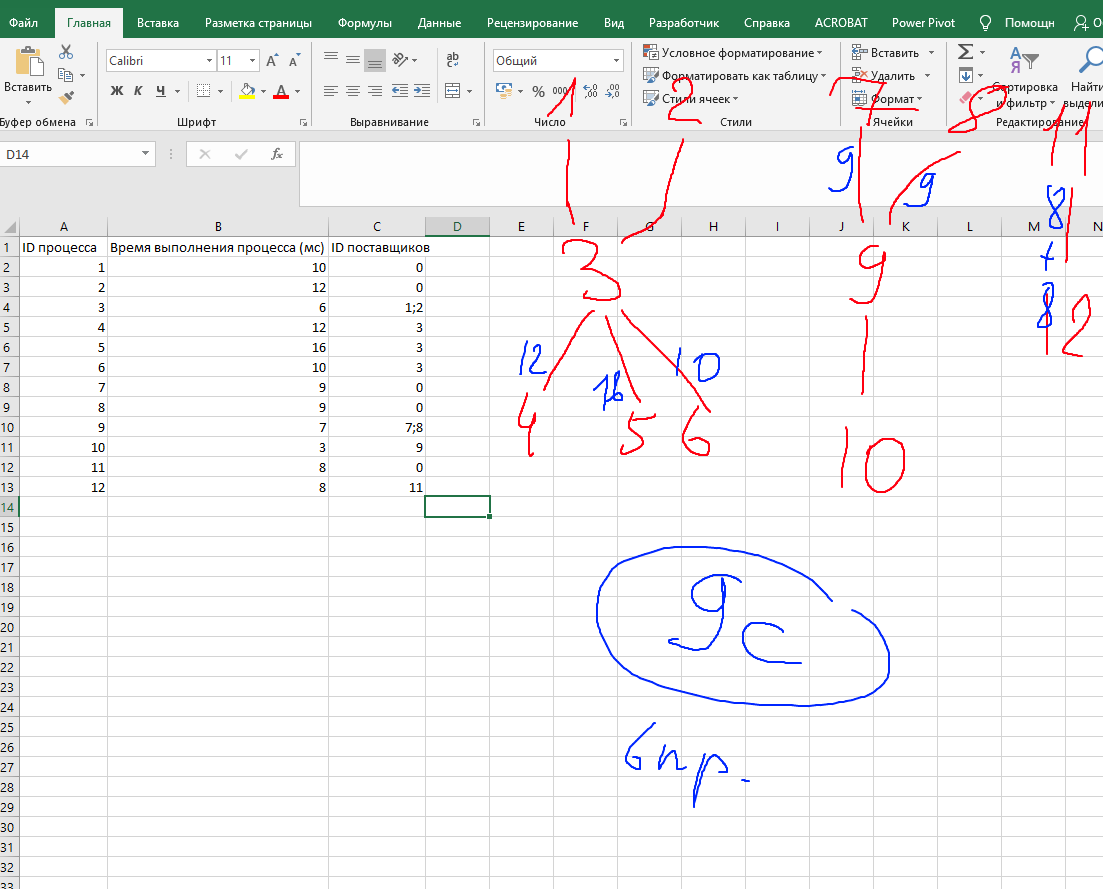 Файл Главная Вставка Разметка страницы Формулы Данные Рецензирование Вид Разработчик Справка ACROBAT Power Pivot Помощн
Вставить
Calibri 11
Ж К Ч
ab
Общий
% 000
Условное форматирование
Форматировать как таблицу
Стили ячеек
Вставить
Удалить
Формат
Σ
А
Я
Сортировка
и фильтр
Найти
Буфер обмена Шрифт Выравнивание Число Стили Ячейки Редактирование
D14 fx
A B C D E F G H I J K L M N
1 ID процесса Время выполнения процесса (мс) ID поставщиков
2 1 10 0
3 2 12 0
4 3 6 1;2
5 4 12 3
6 5 16 3
7 6 10 3
8 7 9 0
9 8 9 0
10 9 7 7;8
11 10 3 9
12 11 8 0
13 12 8 11
14
15
16
17
18
19
20
21
22
23
24
25
26
27
28
29
30
31
32
33
1 2 7 8 11
9 9 8
3 9 +
8 12
12 16 10
4 5 6 10
9 с
6 пр.